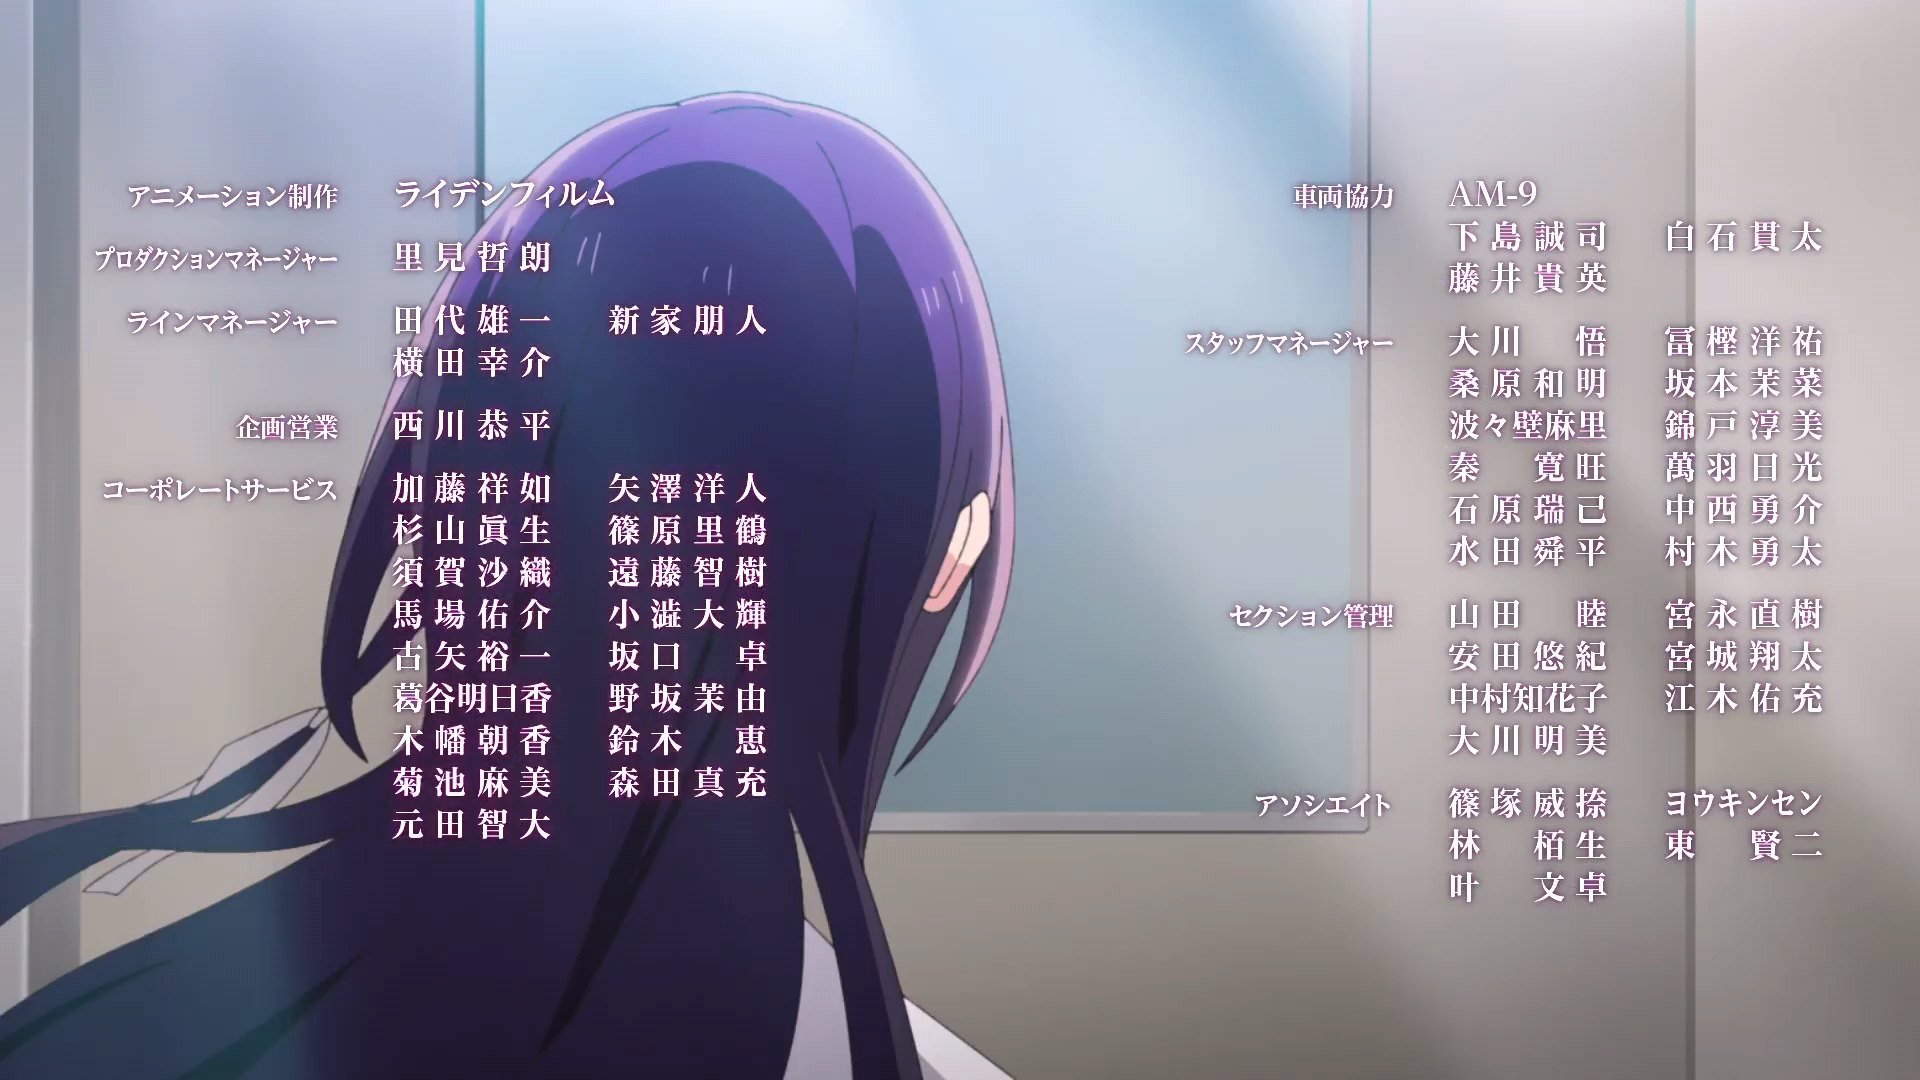 アニメーション制作 ライデンフィルム
プロダクションマネージャー 里見哲朗
ラインマネージャー 田代雄一 新家朋人
横田幸介
企画営業 西川恭平
コーポレートサービス 加藤祥如 矢澤洋人
杉山眞生 篠原里鶴
須賀沙織 遠藤智樹
馬場佑介 小澁大輝
古矢裕一 坂口 卓
葛谷明日香 野坂茉由
木幡朝香 鈴木 恵
菊池麻美 森田真充
元田智大
車両協力 AM-9
下島誠司 白石貫太
藤井貴英
スタッフマネージャー 大川 悟 冨樫洋祐
桑原和明 坂本茉菜
波々壁麻里 錦戸淳美
秦 寛旺 萬羽日光
石原瑞己 中西勇介
水田舜平 村木勇太
セクション管理 山田 睦 宮永直樹
安田悠紀 宮城翔太
中村知花子 江木佑充
大川明美
アソシエイト 篠塚威捺 ヨウキンセン
林 栢生 東 賢二
叶 文卓